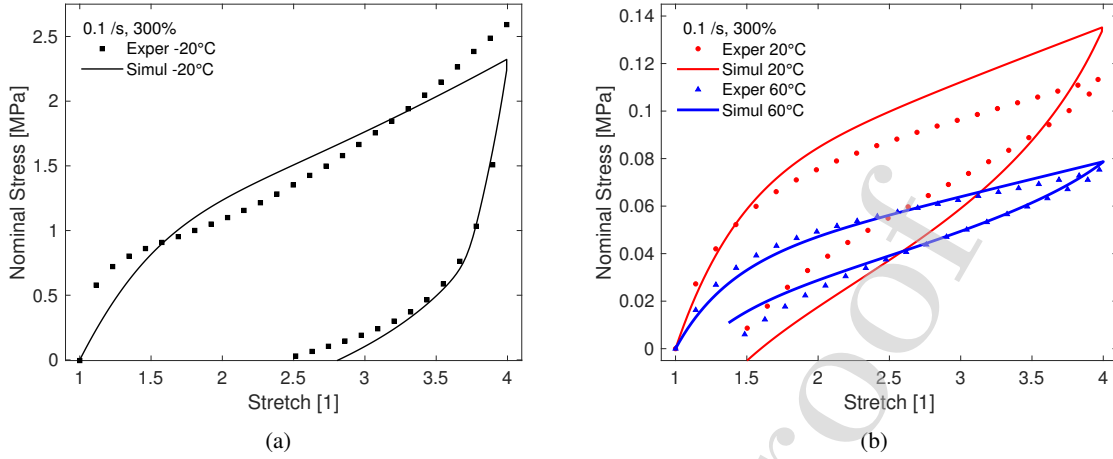 0.1 /s, 300%
Exper -20°C
Simul -20°C
Nominal Stress [MPa]
2.5
2
1.5
1
0.5
0
1 1.5 2 2.5 3 3.5 4
Stretch [1]
(a)
0.1 /s, 300%
Exper 20°C
Simul 20°C
Exper 60°C
Simul 60°C
Nominal Stress [MPa]
0.14
0.12
0.1
0.08
0.06
0.04
0.02
0
1 1.5 2 2.5 3 3.5 4
Stretch [1]
(b)
roof